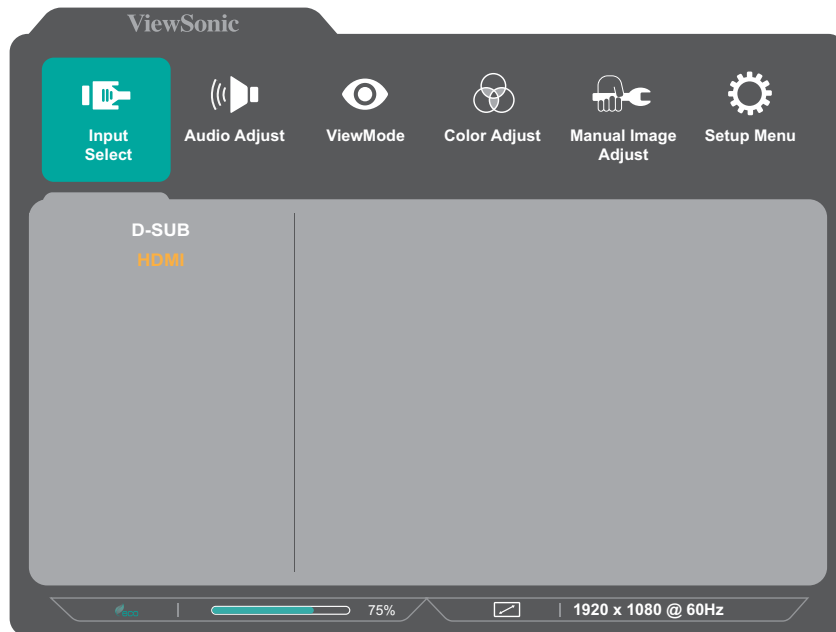 ViewSonic
Input
Select
Audio Adjust
ViewMode
Color Adjust
Manual Image
Adjust
Setup Menu
D-SUB
HDMI
eco
75%
1920 x 1080 @ 60Hz